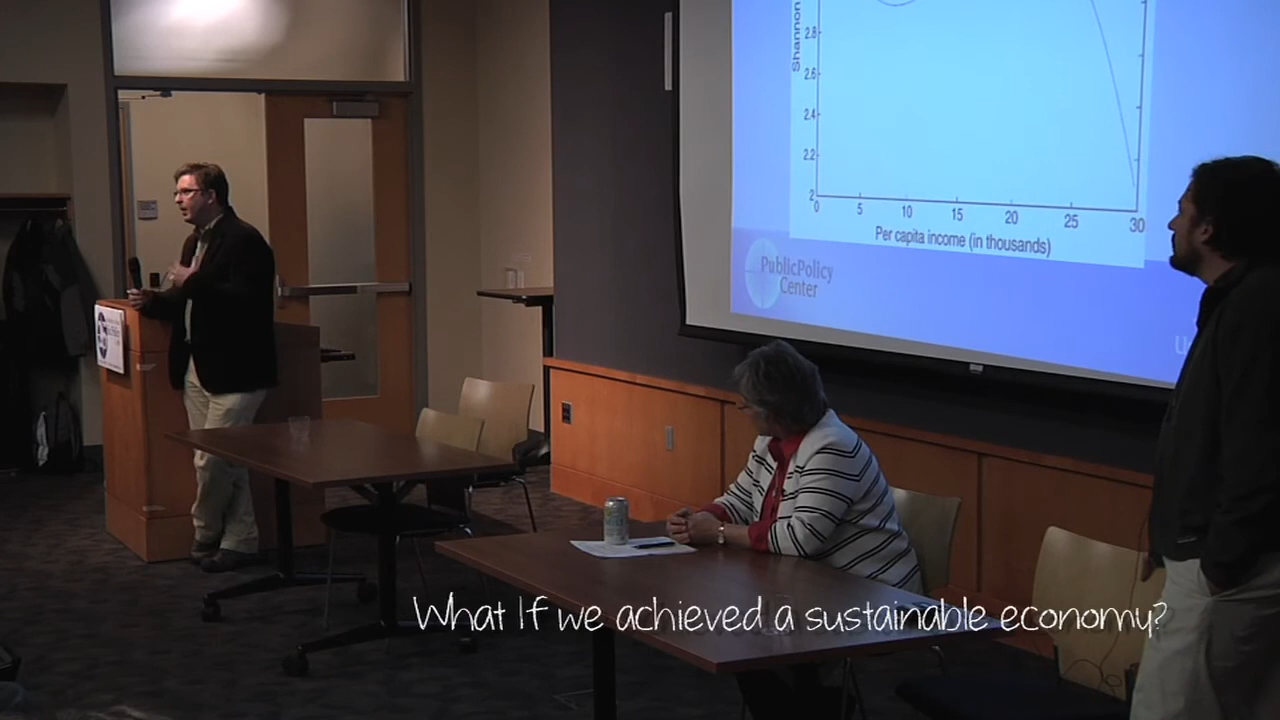 Shannon
2.8
2.6
2.4
2.2
2
0 5 10 15 20 25 30
Per capita income (in thousands)
PublicPolicy
Center
What If we achieved a sustainable economy?